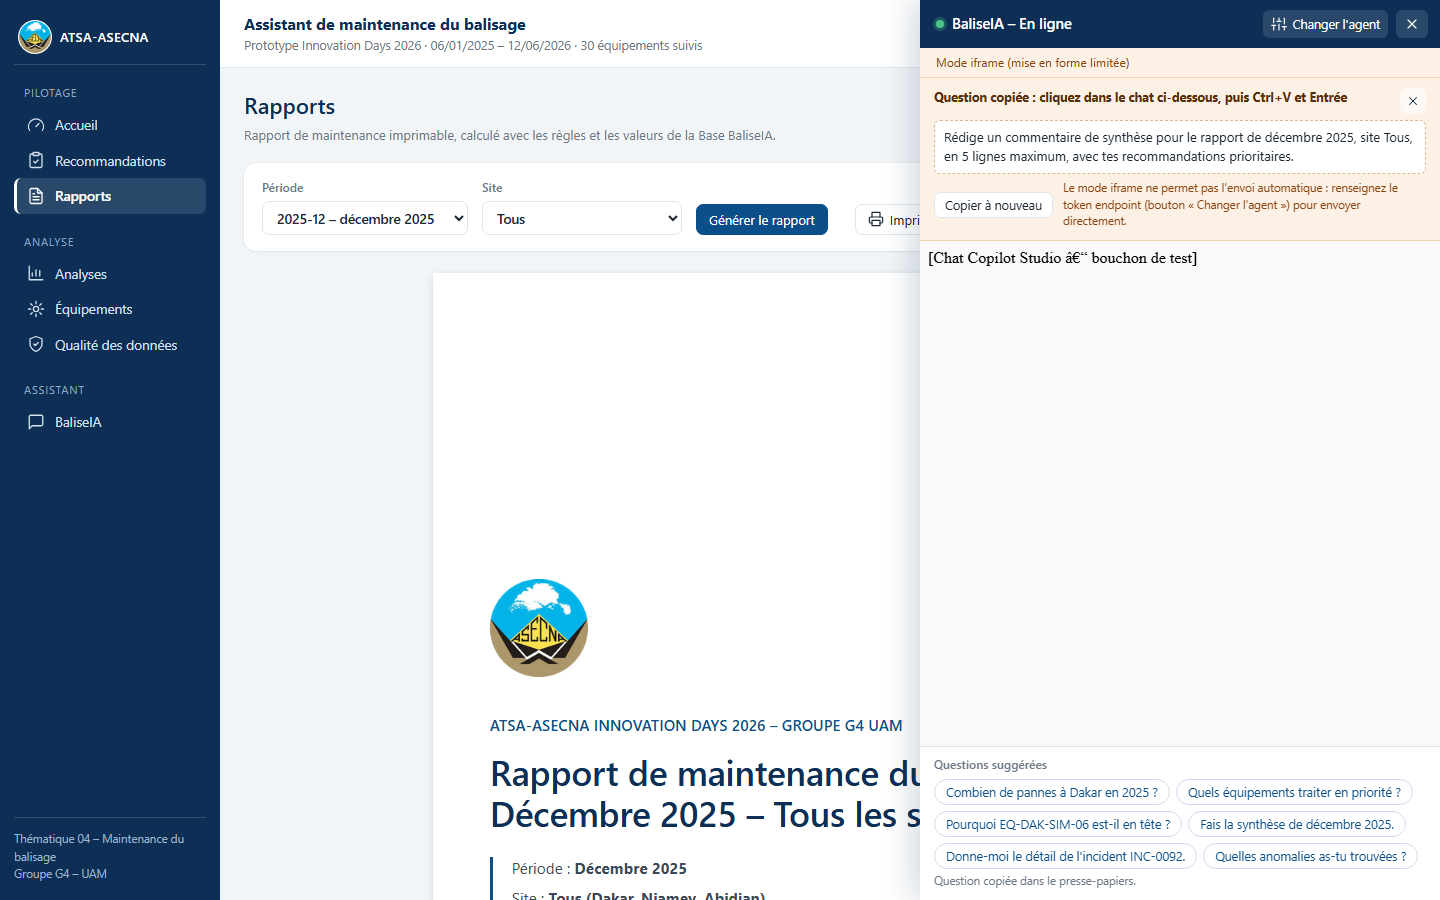 ATSA-ASECNA
PILOTAGE
Accueil
Recommandations
Rapports
ANALYSE
Analyses
Équipements
Qualité des données
ASSISTANT
BaliseIA
Thématique 04 – Maintenance du
balisage
Groupe G4 – UAM
Assistant de maintenance du balisage
Prototype Innovation Days 2026 · 06/01/2025 – 12/06/2026 · 30 équipements suivis
Rapports
Rapport de maintenance imprimable, calculé avec les règles et les valeurs de la Base BaliseIA.
Période
Site
2025-12 – décembre 2025
Tous
Générer le rapport
Impri
ASECNA
ATSA-ASECNA INNOVATION DAYS 2026 – GROUPE G4 UAM
Rapport de maintenance du
Décembre 2025 – Tous les s
Période : Décembre 2025
Site : Tous (Dakar, Niamey, Abidjan)
BaliseIA – En ligne
Changer l'agent
Mode iframe (mise en forme limitée)
Question copiée : cliquez dans le chat ci-dessous, puis Ctrl+V et Entrée
Rédige un commentaire de synthèse pour le rapport de décembre 2025, site Tous,
en 5 lignes maximum, avec tes recommandations prioritaires.
Copier à nouveau
Le mode iframe ne permet pas l'envoi automatique : renseignez le
token endpoint (bouton « Changer l'agent ») pour envoyer
directement.
[Chat Copilot Studio â€“ bouchon de test]
Questions suggérées
Combien de pannes à Dakar en 2025 ?
Quels équipements traiter en priorité ?
Pourquoi EQ-DAK-SIM-06 est-il en tête ?
Fais la synthèse de décembre 2025.
Donne-moi le détail de l'incident INC-0092.
Quelles anomalies as-tu trouvées ?
Question copiée dans le presse-papiers.